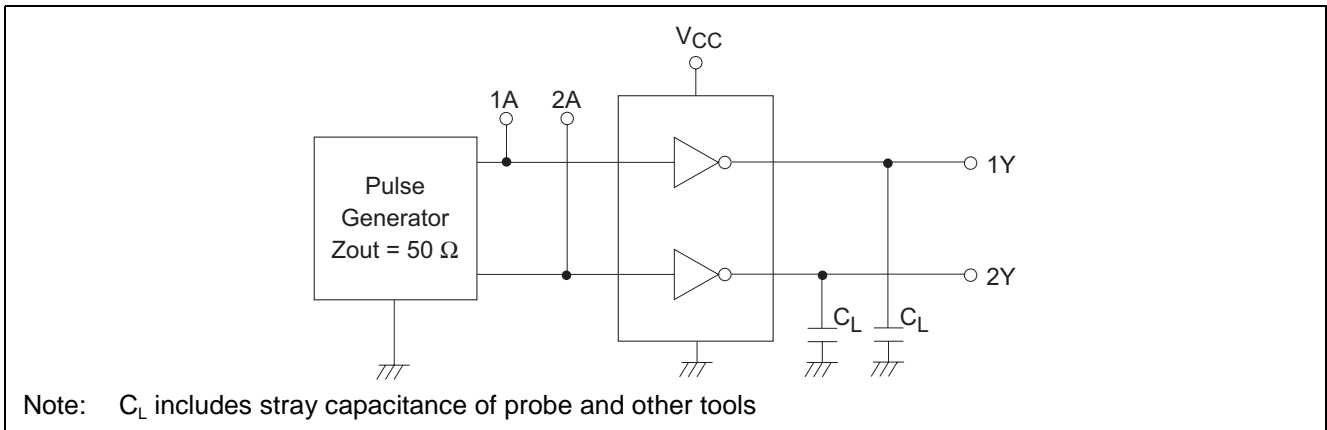 VCC
1A 2A
Pulse
Generator
Zout = 50 Ω
1Y
2Y
CL CL
Note: CL includes stray capacitance of probe and other tools